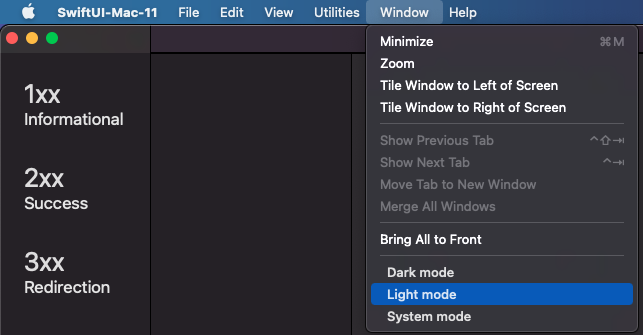 SwiftUI-Mac-11 File Edit View Utilities Window Help
1xx
Informational
2xx
Success
3xx
Redirection
Minimize ⌘M
Zoom
Tile Window to Left of Screen
Tile Window to Right of Screen
Show Previous Tab ⌃⇧⇥
Show Next Tab ⌃⇥
Move Tab to New Window
Merge All Windows
Bring All to Front
Dark mode
Light mode
System mode